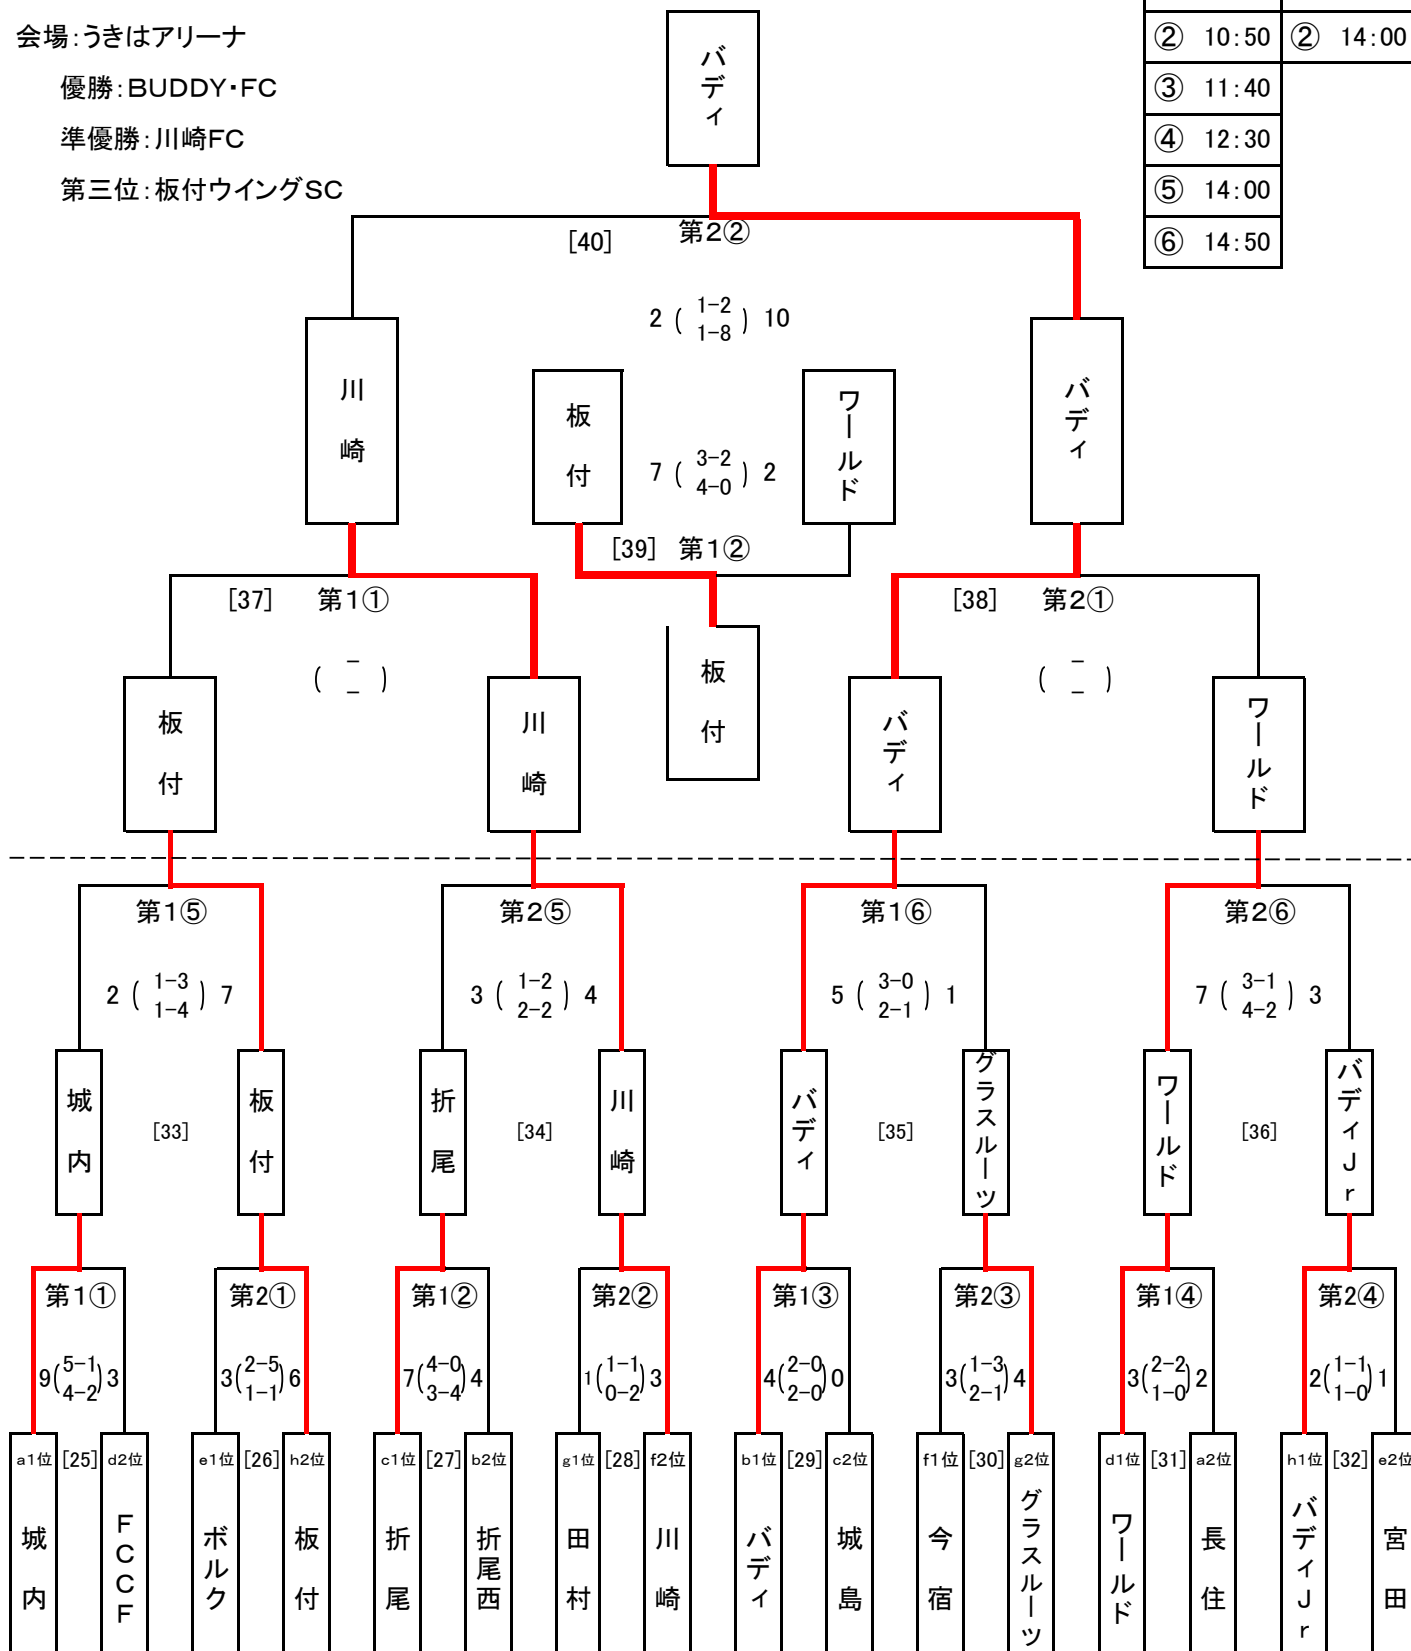 ② 10:50 ② 14:00
会場:うきはアリーナ
優勝:BUDDY・FC
③ 11:40
準優勝:川崎FC
④ 12:30
第三位:板付ウイングSC
⑤ 14:00
⑥ 14:50
バディ
[40] 第2②
2 ( 1-2 ) 10
1-8
川崎
板付
ワールド
バディ
7 ( 3-2 ) 2
4-0
[39] 第1②
[37] 第1①
[38] 第2①
( - )
-
( - )
-
板付
川崎
板付
バディ
ワールド
第1⑤ 第2⑤ 第1⑥ 第2⑥
2 ( 1-3 ) 7
1-4
3 ( 1-2 ) 4
2-2
5 ( 3-0 ) 1
2-1
7 ( 3-1 ) 3
4-2
城内
[33]
板付
折尾
[34]
川崎
バディ
[35]
グラスルーツ
ワールド
[36]
バディJr
第1① 第2① 第1② 第2② 第1③ 第2③ 第1④ 第2④
9 ( 5-1 ) 3
4-2
3 ( 2-5 ) 6
1-1
7 ( 4-0 ) 4
3-4
1 ( 1-1 ) 3
0-2
4 ( 2-0 ) 0
2-0
3 ( 1-3 ) 4
2-1
3 ( 2-2 ) 2
1-0
2 ( 1-1 ) 1
1-0
a1位 [25] d2位 e1位 [26] h2位 c1位 [27] b2位 g1位 [28] f2位 b1位 [29] c2位 f1位 [30] g2位 d1位 [31] a2位 h1位 [32] e2位
城内
FCCF
ボルク
板付
折尾
折尾西
田村
川崎
バディ
城島
今宿
グラスルーツ
ワールド
長住
バディJr
宮田